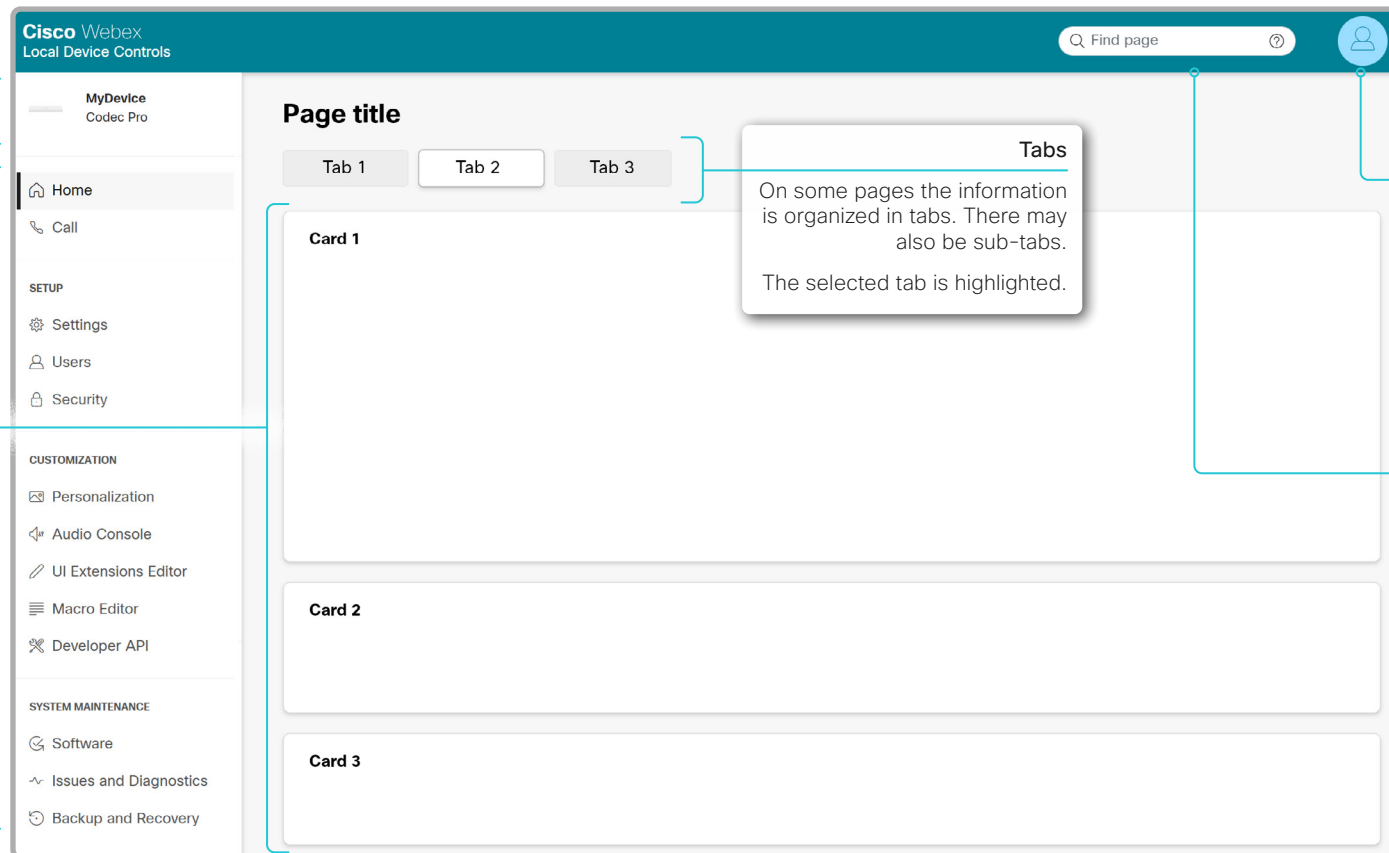 Cisco Webex
Local Device Controls
Find page
MyDevice
Codec Pro
Home
Call
SETUP
Settings
Users
Security
CUSTOMIZATION
Personalization
Audio Console
UI Extensions Editor
Macro Editor
Developer API
SYSTEM MAINTENANCE
Software
Issues and Diagnostics
Backup and Recovery
Page title
Tab 1
Tab 2
Tab 3
Tabs
On some pages the information
is organized in tabs. There may
also be sub-tabs.
The selected tab is highlighted.
Card 1
Card 2
Card 3